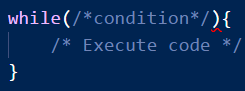 while(/*condition*/){
/* Execute code */
}